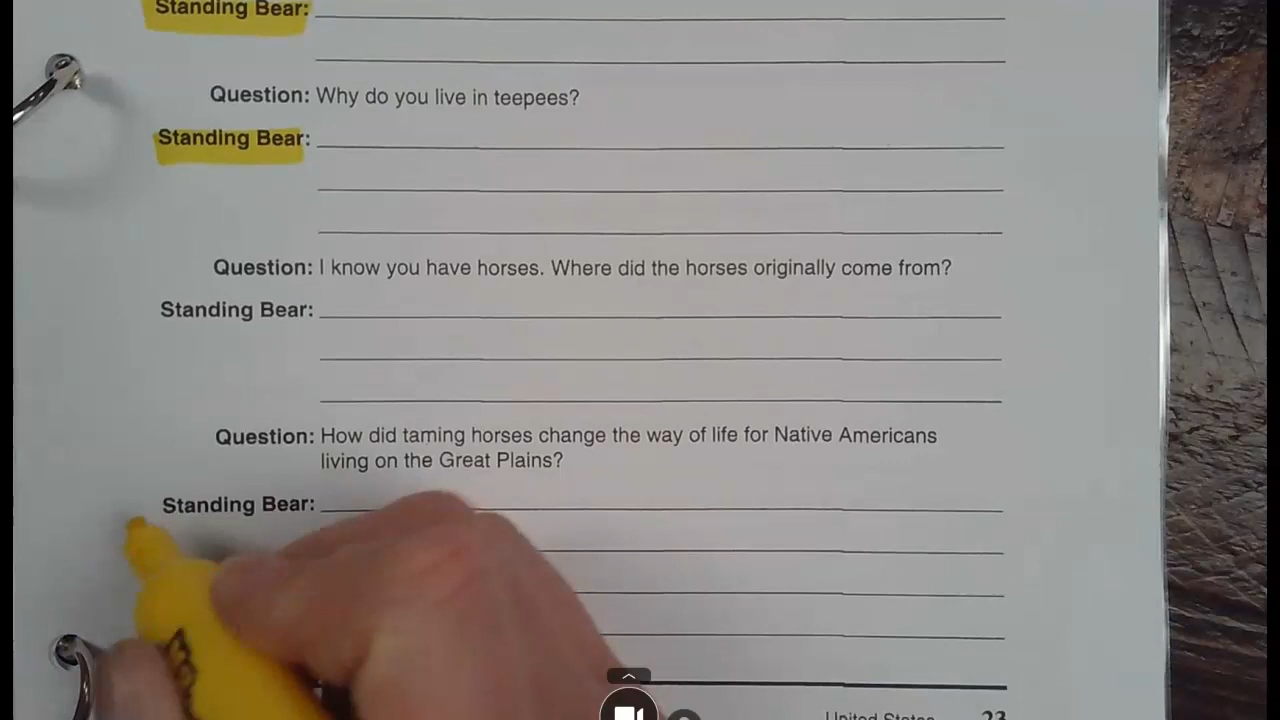 Standing Bear:
Question: Why do you live in teepees?
Standing Bear:
Question: I know you have horses. Where did the horses originally come from?
Standing Bear:
Question: How did taming horses change the way of life for Native Americans
living on the Great Plains?
Standing Bear:
United States 23